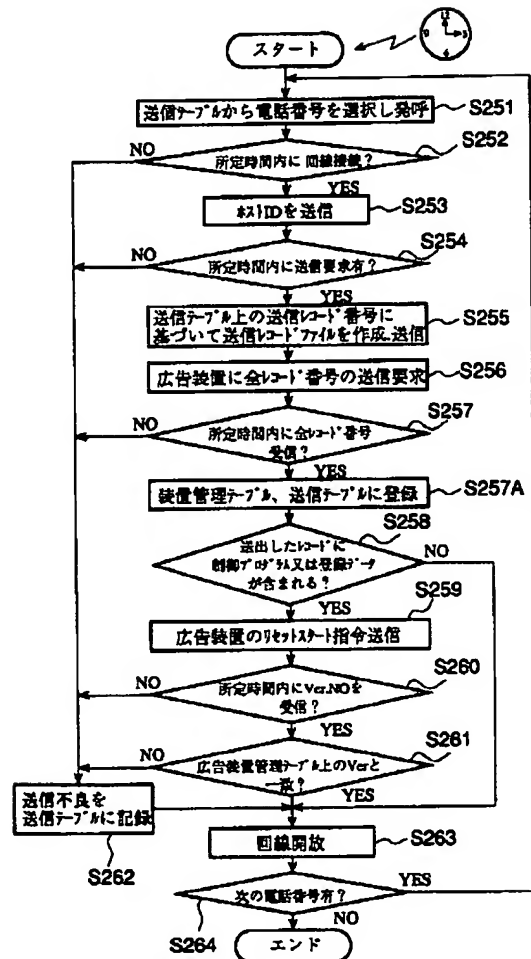 12
3
6
9
スタート
送信テーブルから電話番号を選択し発呼
S251
S252
NO
所定時間内に回線接続?
YES
ホストIDを送信
S253
S254
NO
所定時間内に送信要求有?
YES
送信テーブル上の送信レコード番号に
基づいて送信レコードファイルを作成.送信
S255
広告装置に全レコード番号の送信要求
S256
S257
NO
所定時間内に全レコード番号
受信?
YES
装置管理テーブル、送信テーブルに登録
S257A
S258
送出したレコードに
制御プログラム又は登録データ
が含まれる?
NO
YES
S259
広告装置のリセットスタート指令送信
NO
所定時間内にVer.NOを
受信?
S260
YES
S261
NO
広告装置管理テーブル上のVerと
一致?
YES
送信不良を
送信テーブルに記録
S262
回線開放
S263
次の電話番号有?
YES
S264
NO
エンド